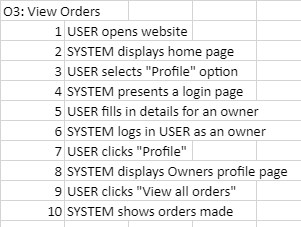 O3: View Orders
1 USER opens website
2 SYSTEM displays home page
3 USER selects "Profile" option
4 SYSTEM presents a login page
5 USER fills in details for an owner
6 SYSTEM logs in USER as an owner
7 USER clicks "Profile"
8 SYSTEM displays Owners profile page
9 USER clicks "View all orders"
10 SYSTEM shows orders made